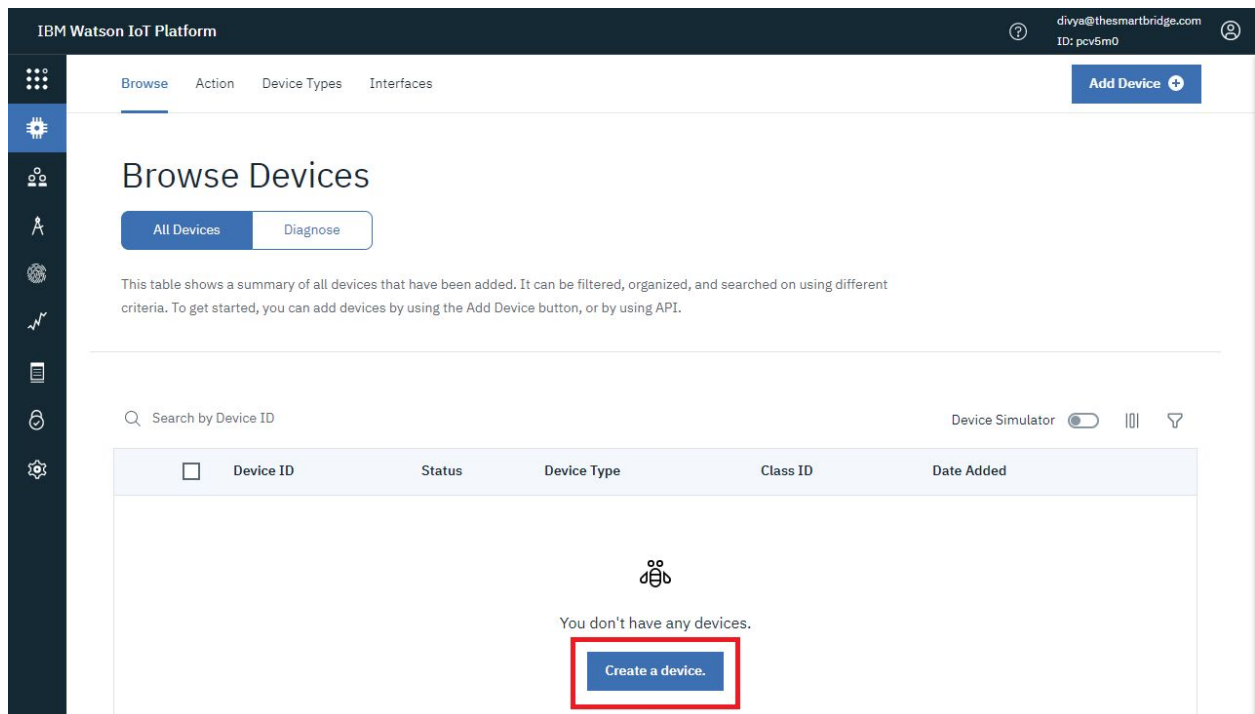 IBM Watson IoT Platform
divya@thesmartbridge.com
ID: pcv5m0
Browse Action Device Types Interfaces
Add Device
Browse Devices
All Devices Diagnose
This table shows a summary of all devices that have been added. It can be filtered, organized, and searched on using different
criteria. To get started, you can add devices by using the Add Device button, or by using API.
Search by Device ID
Device Simulator
Device ID Status Device Type Class ID Date Added
You don't have any devices.
Create a device.